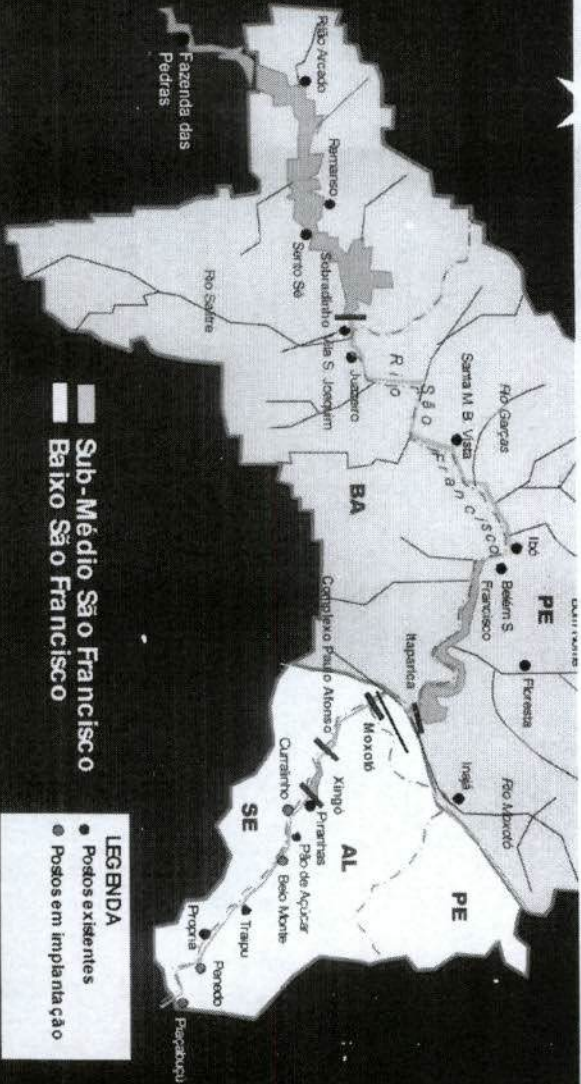 Pilão Arcado
Fazenda das
Pedras
Remanso
Sento Sé
Sobradinho
Vila S. Joaquim
Juazeiro
Rio Salitre
Rio São Francisco
Santa M. B. Vista
Rio Garças
Ibó
Belém S.
Francisco
PE
BA
Floresta
Itaparica
Inajá
Rio Moxotó
Complexo Paulo Afonso
Moxotó
Xingó
Piranhas
Curralinho
Pão de Açúcar
Belo Monte
Traipu
Propriá
Penedo
Piaçabuçú
SE
AL
PE
Sub-Médio São Francisco
Baixo São Francisco
LEGENDA
Postos existentes
Postos em implantação